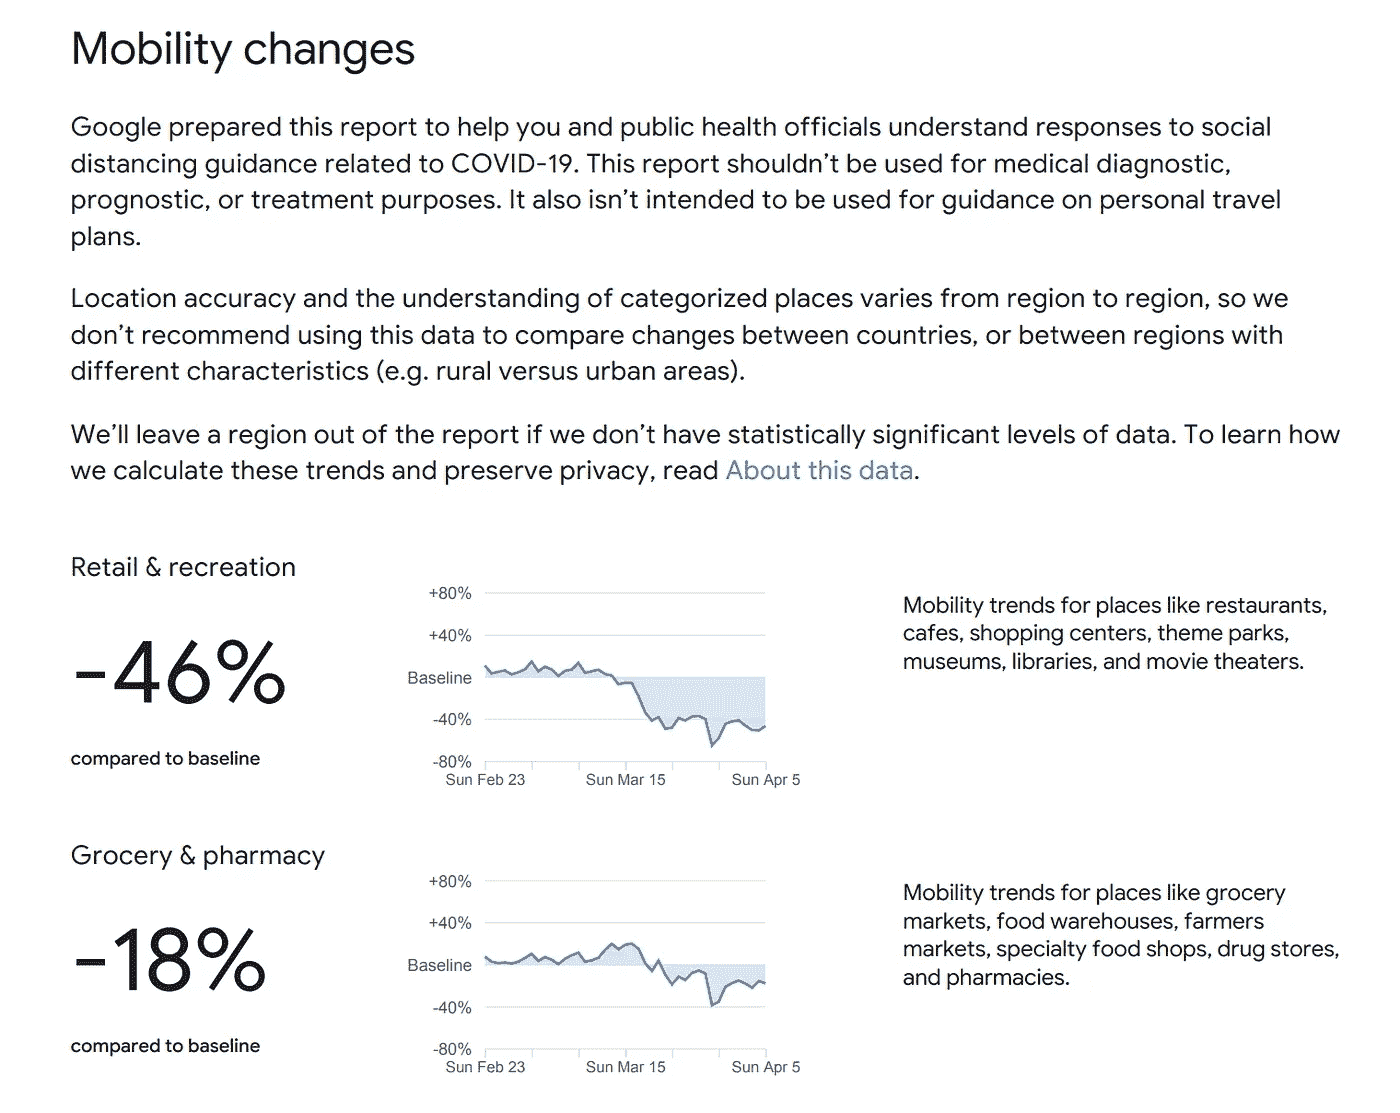 Mobility changes
Google prepared this report to help you and public health officials understand responses to social
distancing guidance related to COVID-19. This report shouldn't be used for medical diagnostic,
prognostic, or treatment purposes. It also isn't intended to be used for guidance on personal travel
plans.
Location accuracy and the understanding of categorized places varies from region to region, so we
don't recommend using this data to compare changes between countries, or between regions with
different characteristics (e.g. rural versus urban areas).
We'll leave a region out of the report if we don't have statistically significant levels of data. To learn how
we calculate these trends and preserve privacy, read About this data.
Retail & recreation
-46%
compared to baseline
+80%
+40%
Baseline
-40%
-80%
Sun Feb 23 Sun Mar 15 Sun Apr 5
Mobility trends for places like restaurants,
cafes, shopping centers, theme parks,
museums, libraries, and movie theaters.
Grocery & pharmacy
-18%
compared to baseline
+80%
+40%
Baseline
-40%
-80%
Sun Feb 23 Sun Mar 15 Sun Apr 5
Mobility trends for places like grocery
markets, food warehouses, farmers
markets, specialty food shops, drug stores,
and pharmacies.